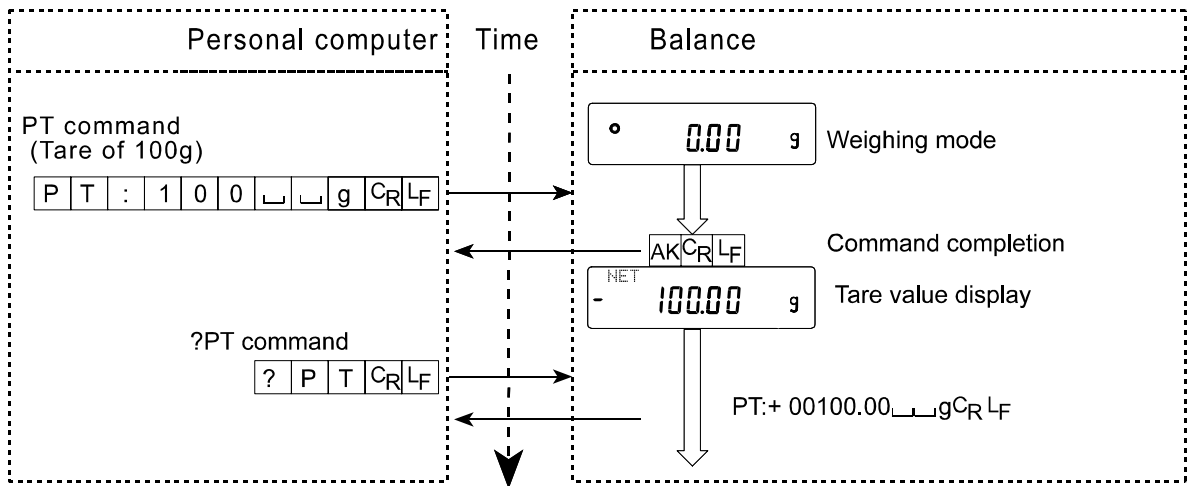 Personal computer Time Balance
PT command
(Tare of 100g)
0.00 g Weighing mode
P T : 1 0 0 ␣ ␣ g CR LF
AK CR LF Command completion
NET
- 100.00 g Tare value display
?PT command
? P T CR LF
PT:+ 00100.00␣␣gCR LF